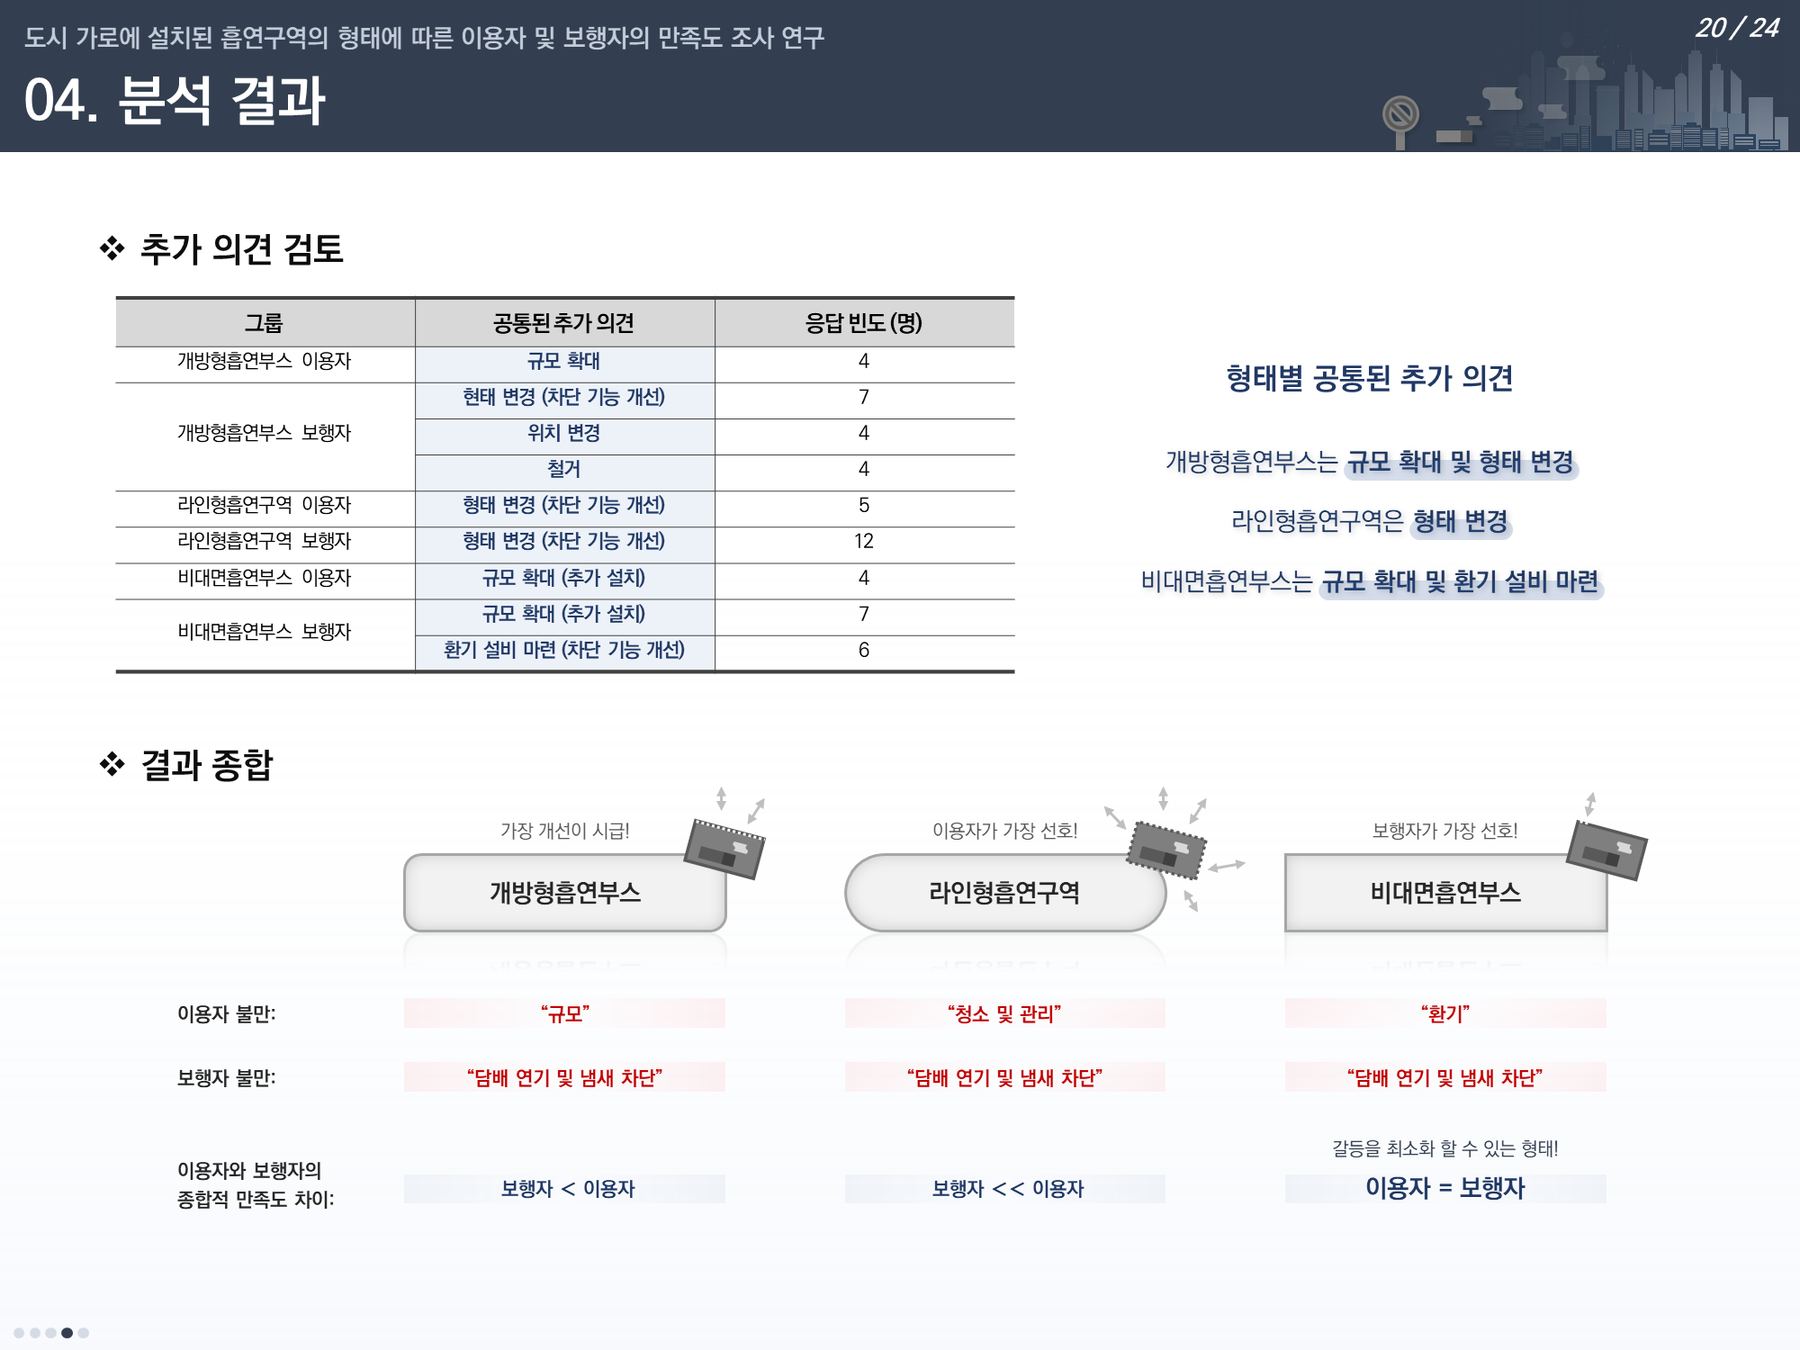 도시 가로에 설치된 흡연구역의 형태에 따른 이용자 및 보행자의 만족도 조사 연구
20 / 24
04. 분석 결과
❖ 추가 의견 검토
그룹 공통된 추가 의견 응답 빈도 (명)
개방형흡연부스 이용자 규모 확대 4
개방형흡연부스 보행자 현태 변경 (차단 기능 개선) 7
위치 변경 4
철거 4
라인형흡연구역 이용자 형태 변경 (차단 기능 개선) 5
라인형흡연구역 보행자 형태 변경 (차단 기능 개선) 12
비대면흡연부스 이용자 규모 확대 (추가 설치) 4
비대면흡연부스 보행자 규모 확대 (추가 설치) 7
환기 설비 마련 (차단 기능 개선) 6
형태별 공통된 추가 의견
개방형흡연부스는 규모 확대 및 형태 변경
라인형흡연구역은 형태 변경
비대면흡연부스는 규모 확대 및 환기 설비 마련
❖ 결과 종합
가장 개선이 시급! 이용자가 가장 선호! 보행자가 가장 선호!
개방형흡연부스 라인형흡연구역 비대면흡연부스
이용자 불만: “규모” “청소 및 관리” “환기”
보행자 불만: “담배 연기 및 냄새 차단” “담배 연기 및 냄새 차단” “담배 연기 및 냄새 차단”
갈등을 최소화 할 수 있는 형태!
이용자와 보행자의
종합적 만족도 차이: 보행자 < 이용자 보행자 << 이용자 이용자 = 보행자